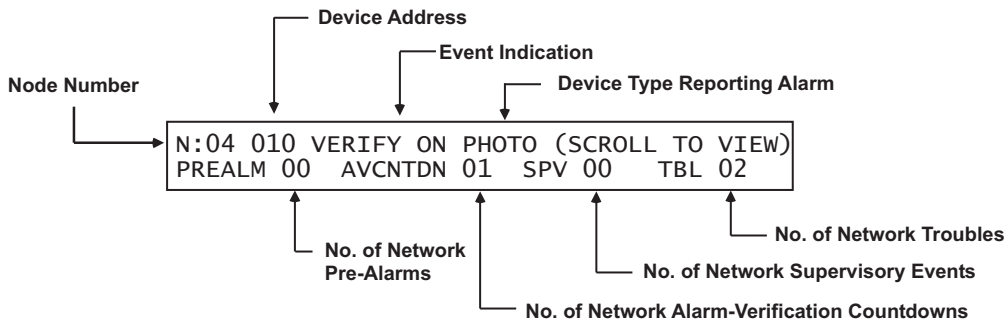 Device Address
Event Indication
Node Number
Device Type Reporting Alarm
N:04 010 VERIFY ON PHOTO (SCROLL TO VIEW)
PREALM 00 AVCNTDN 01 SPV 00 TBL 02
No. of Network Troubles
No. of Network
Pre-Alarms
No. of Network Supervisory Events
No. of Network Alarm-Verification Countdowns